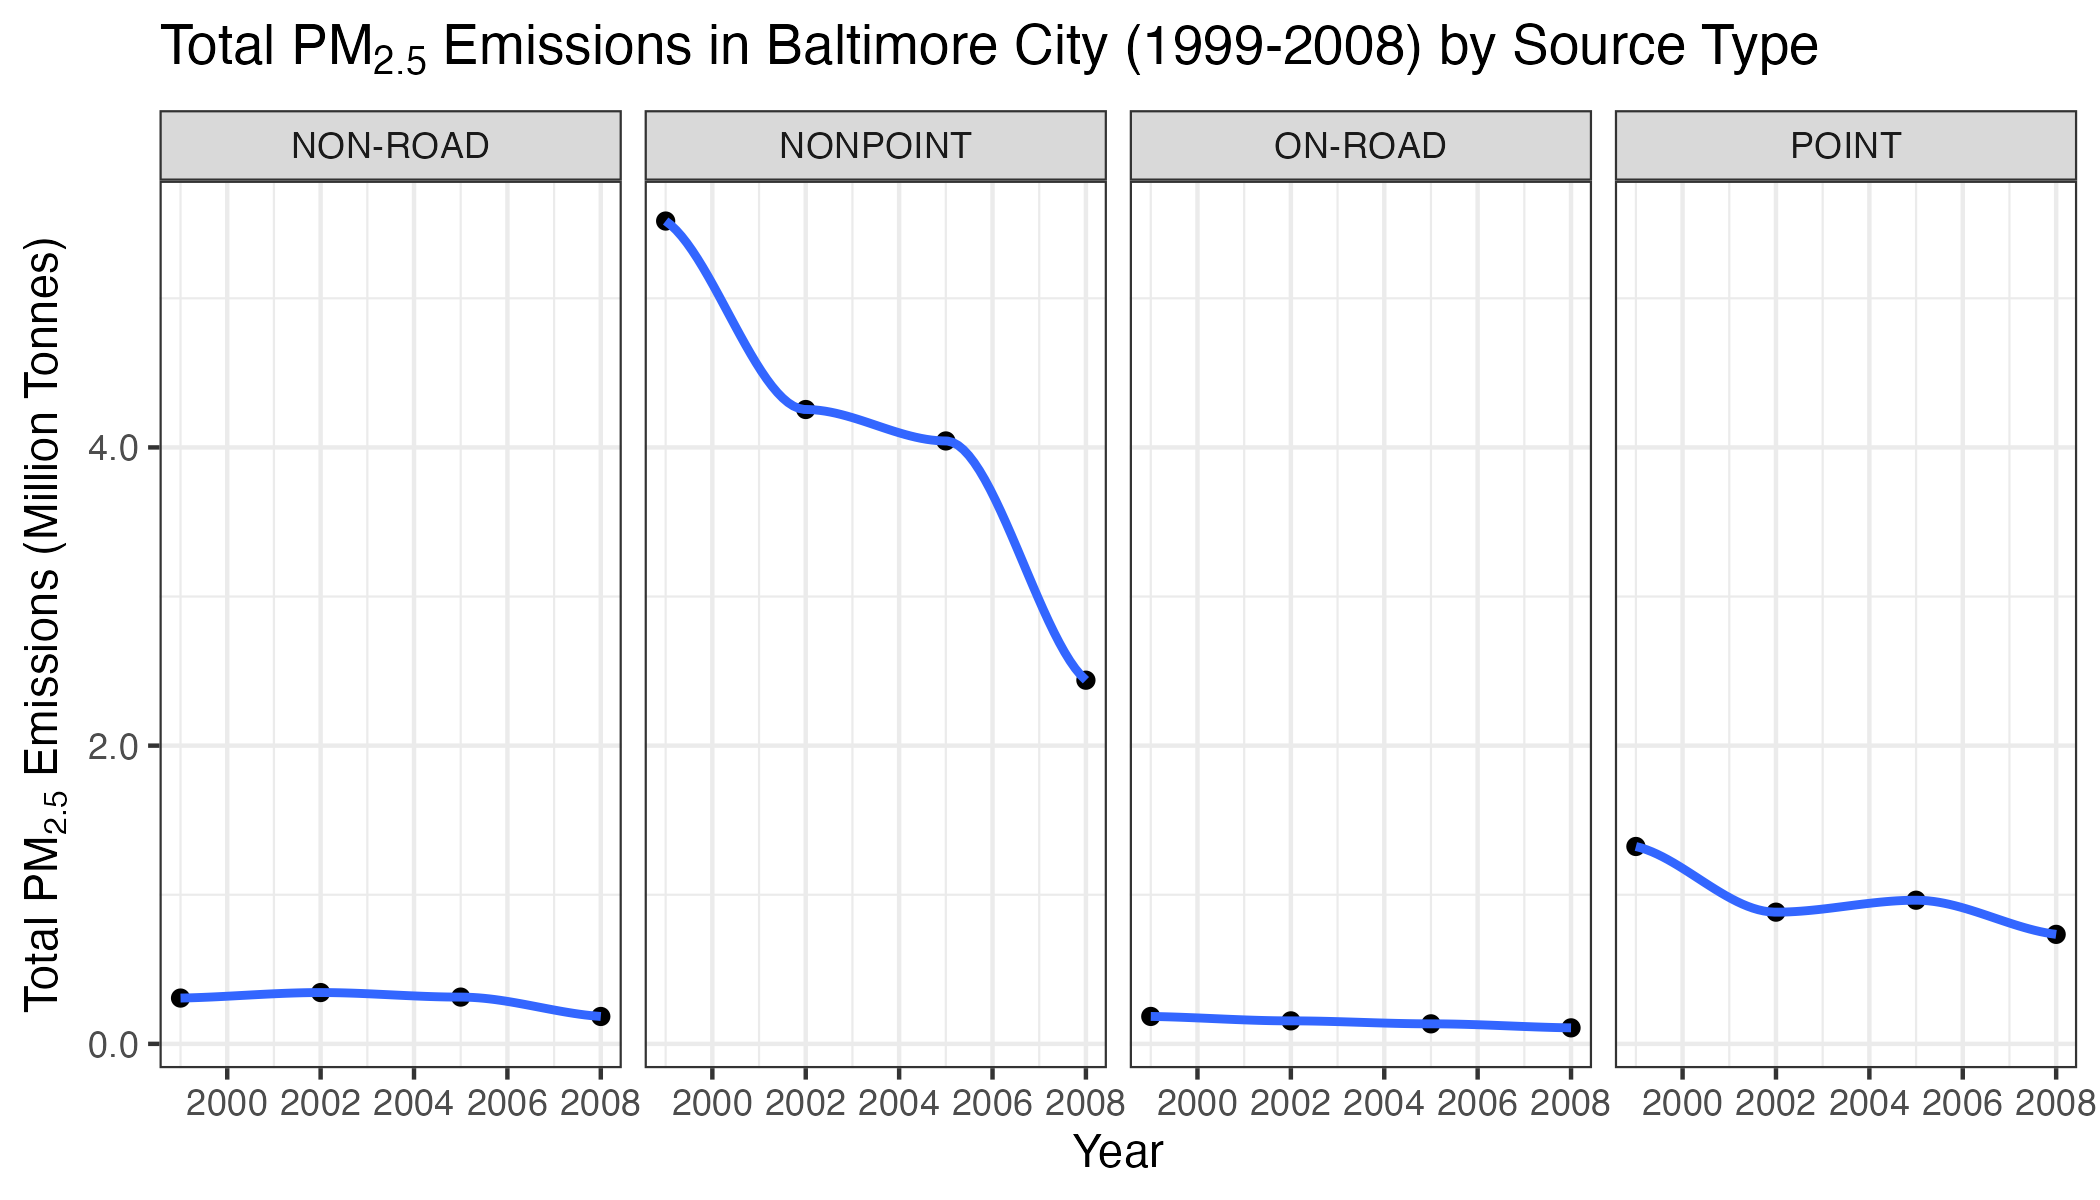 Total PM2.5 Emissions in Baltimore City (1999-2008) by Source Type
NON-ROAD NONPOINT ON-ROAD POINT
Total PM2.5 Emissions (Million Tonnes)
4.0
2.0
0.0
2000 2002 2004 2006 2008 2000 2002 2004 2006 2008 2000 2002 2004 2006 2008 2000 2002 2004 2006 2008
Year